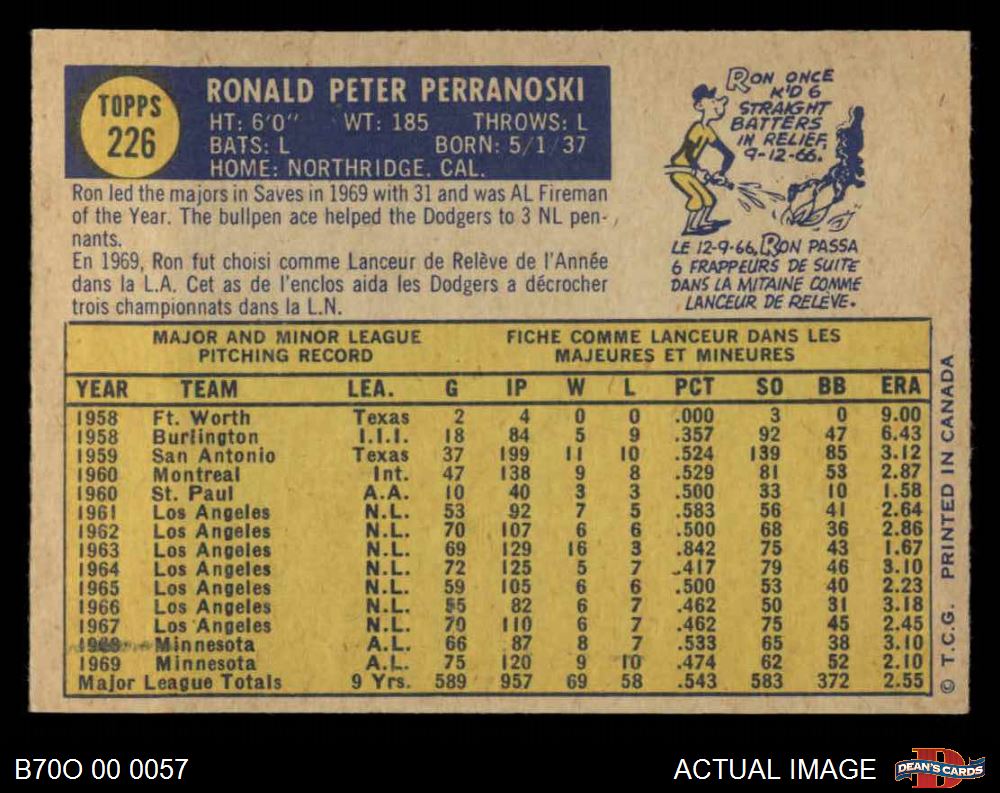 TOPPS
226
RONALD PETER PERRANOSKI
HT: 6'0" WT: 185 THROWS: L
BATS: L BORN: 5/1/37
HOME: NORTHRIDGE, CAL.
Ron led the majors in Saves in 1969 with 31 and was AL Fireman
of the Year. The bullpen ace helped the Dodgers to 3 NL pen-
nants.
En 1969, Ron fut choisi comme Lanceur de Relève de l'Année
dans la L.A. Cet as de l'enclos aida les Dodgers a décrocher
trois championnats dans la L.N.
RON ONCE
K'D 6
STRAIGHT
BATTERS
IN RELIEF,
9-12-66.
LE 12-9-66, RON PASSA
6 FRAPPEURS DE SUITE
DANS LA MITAINE COMME
LANCEUR DE RELEVE.
MAJOR AND MINOR LEAGUE FICHE COMME LANCEUR DANS LES
PITCHING RECORD MAJEURES ET MINEURES
YEAR TEAM LEA. G IP W L PCT SO BB ERA
1958 Ft. Worth Texas 2 4 0 0 .000 3 0 9.00
1958 Burlington I.I.I. 18 84 5 9 .357 92 47 6.43
1959 San Antonio Texas 37 199 11 10 .524 139 85 3.12
1960 Montreal Int. 47 138 9 8 .529 81 53 2.87
1960 St. Paul A.A. 10 40 3 3 .500 33 10 1.58
1961 Los Angeles N.L. 53 92 7 5 .583 56 41 2.64
1962 Los Angeles N.L. 70 107 6 6 .500 68 36 2.86
1963 Los Angeles N.L. 69 129 16 3 .842 75 43 1.67
1964 Los Angeles N.L. 72 125 5 7 .417 79 46 3.10
1965 Los Angeles N.L. 59 105 6 6 .500 53 40 2.23
1966 Los Angeles N.L. 55 82 6 7 .462 50 31 3.18
1967 Los Angeles N.L. 70 110 6 7 .462 75 45 2.45
1968 Minnesota A.L. 66 87 8 7 .533 65 38 3.10
1969 Minnesota A.L. 75 120 9 10 .474 62 52 2.10
Major League Totals 9 Yrs. 589 957 69 58 .543 583 372 2.55
© T.C.G. PRINTED IN CANADA
B70O 00 0057
ACTUAL IMAGE
DEAN'S CARDS